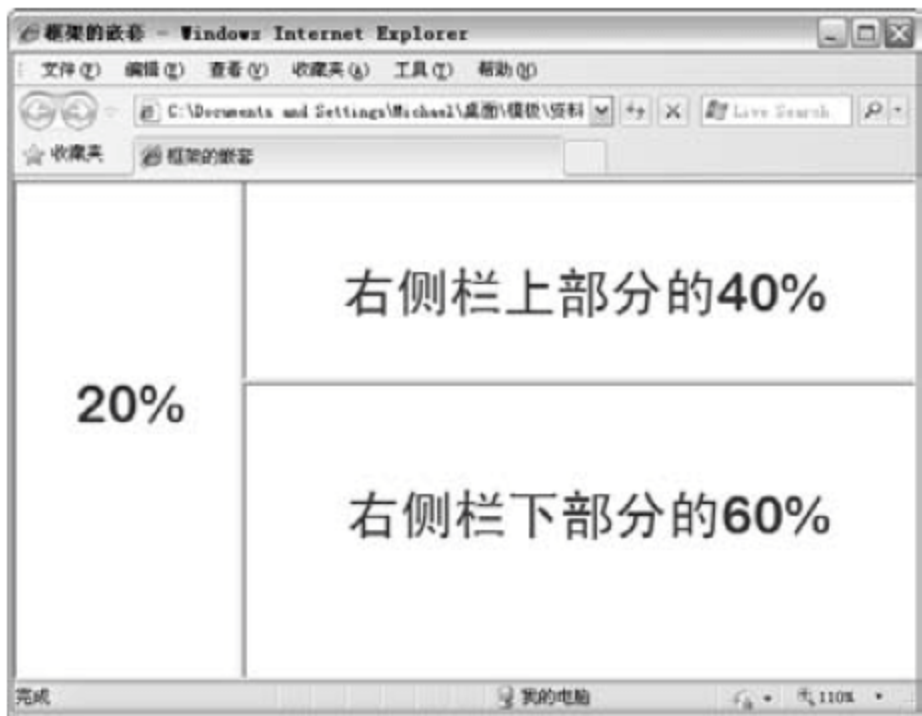 框架的嵌套 - Windows Internet Explorer
文件(F) 编辑(E) 查看(V) 收藏夹(A) 工具(T) 帮助(H)
C:\Documents and Settings\Michael\桌面\模板\资料 Live Search
收藏夹 框架的嵌套
右侧栏上部分的40%
20%
右侧栏下部分的60%
完成 我的电脑 110%